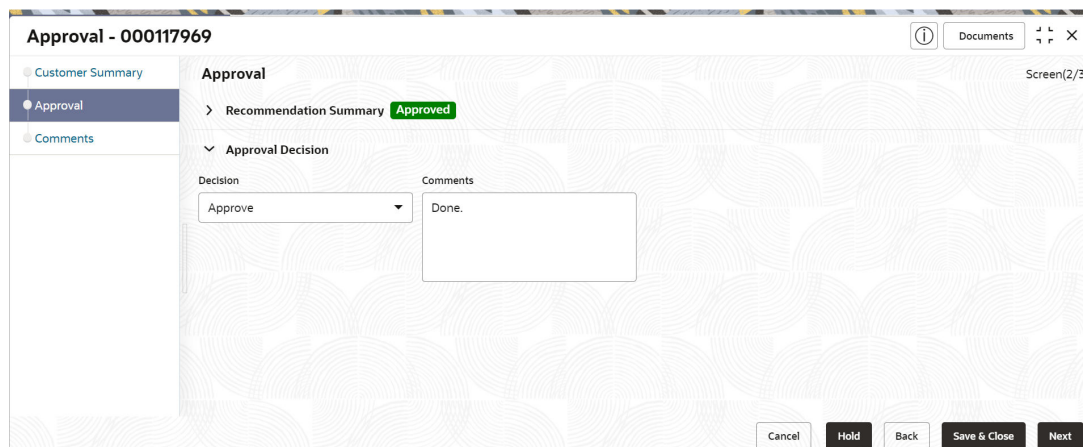 Approval - 000117969
Documents
Customer Summary
Approval
Comments
Approval
Screen(2/3
Recommendation Summary Approved
Approval Decision
Decision
Comments
Approve
Done.
Cancel
Hold
Back
Save & Close
Next